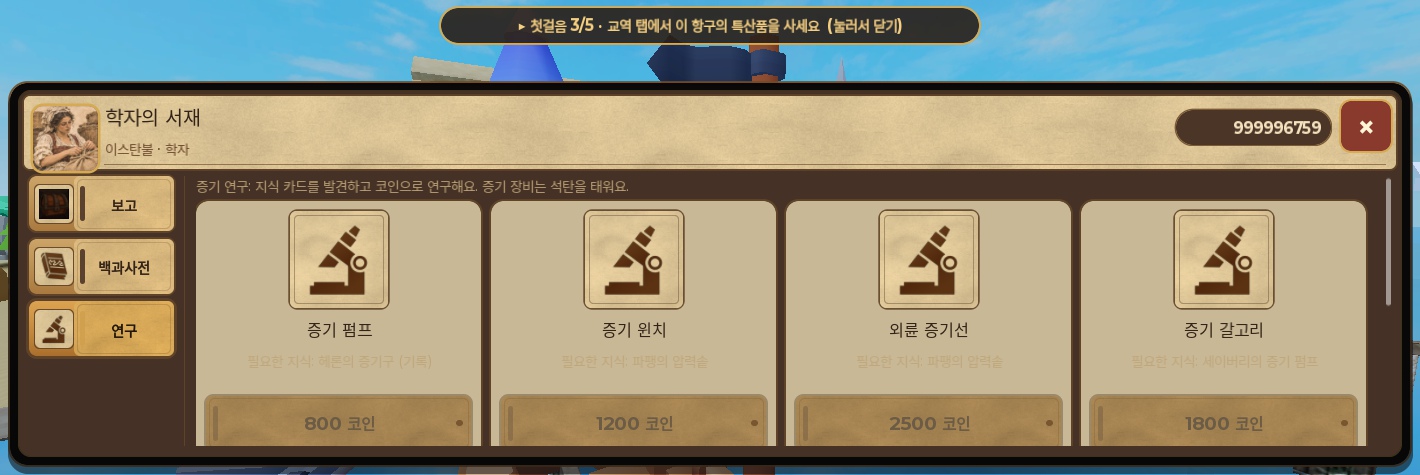 ▸ 첫걸음 3/5 · 교역 탭에서 이 항구의 특산품을 사세요 (눌러서 닫기)
학자의 서재
이스탄불 · 학자
999996759
×
보고
백과사전
연구
증기 연구: 지식 카드를 발견하고 코인으로 연구해요. 증기 장비는 석탄을 태워요.
증기 펌프
필요한 지식: 헤론의 증기구 (기록)
800 코인
증기 윈치
필요한 지식: 파팽의 압력솥
1200 코인
외륜 증기선
필요한 지식: 파팽의 압력솥
2500 코인
증기 갈고리
필요한 지식: 세이버리의 증기 펌프
1800 코인